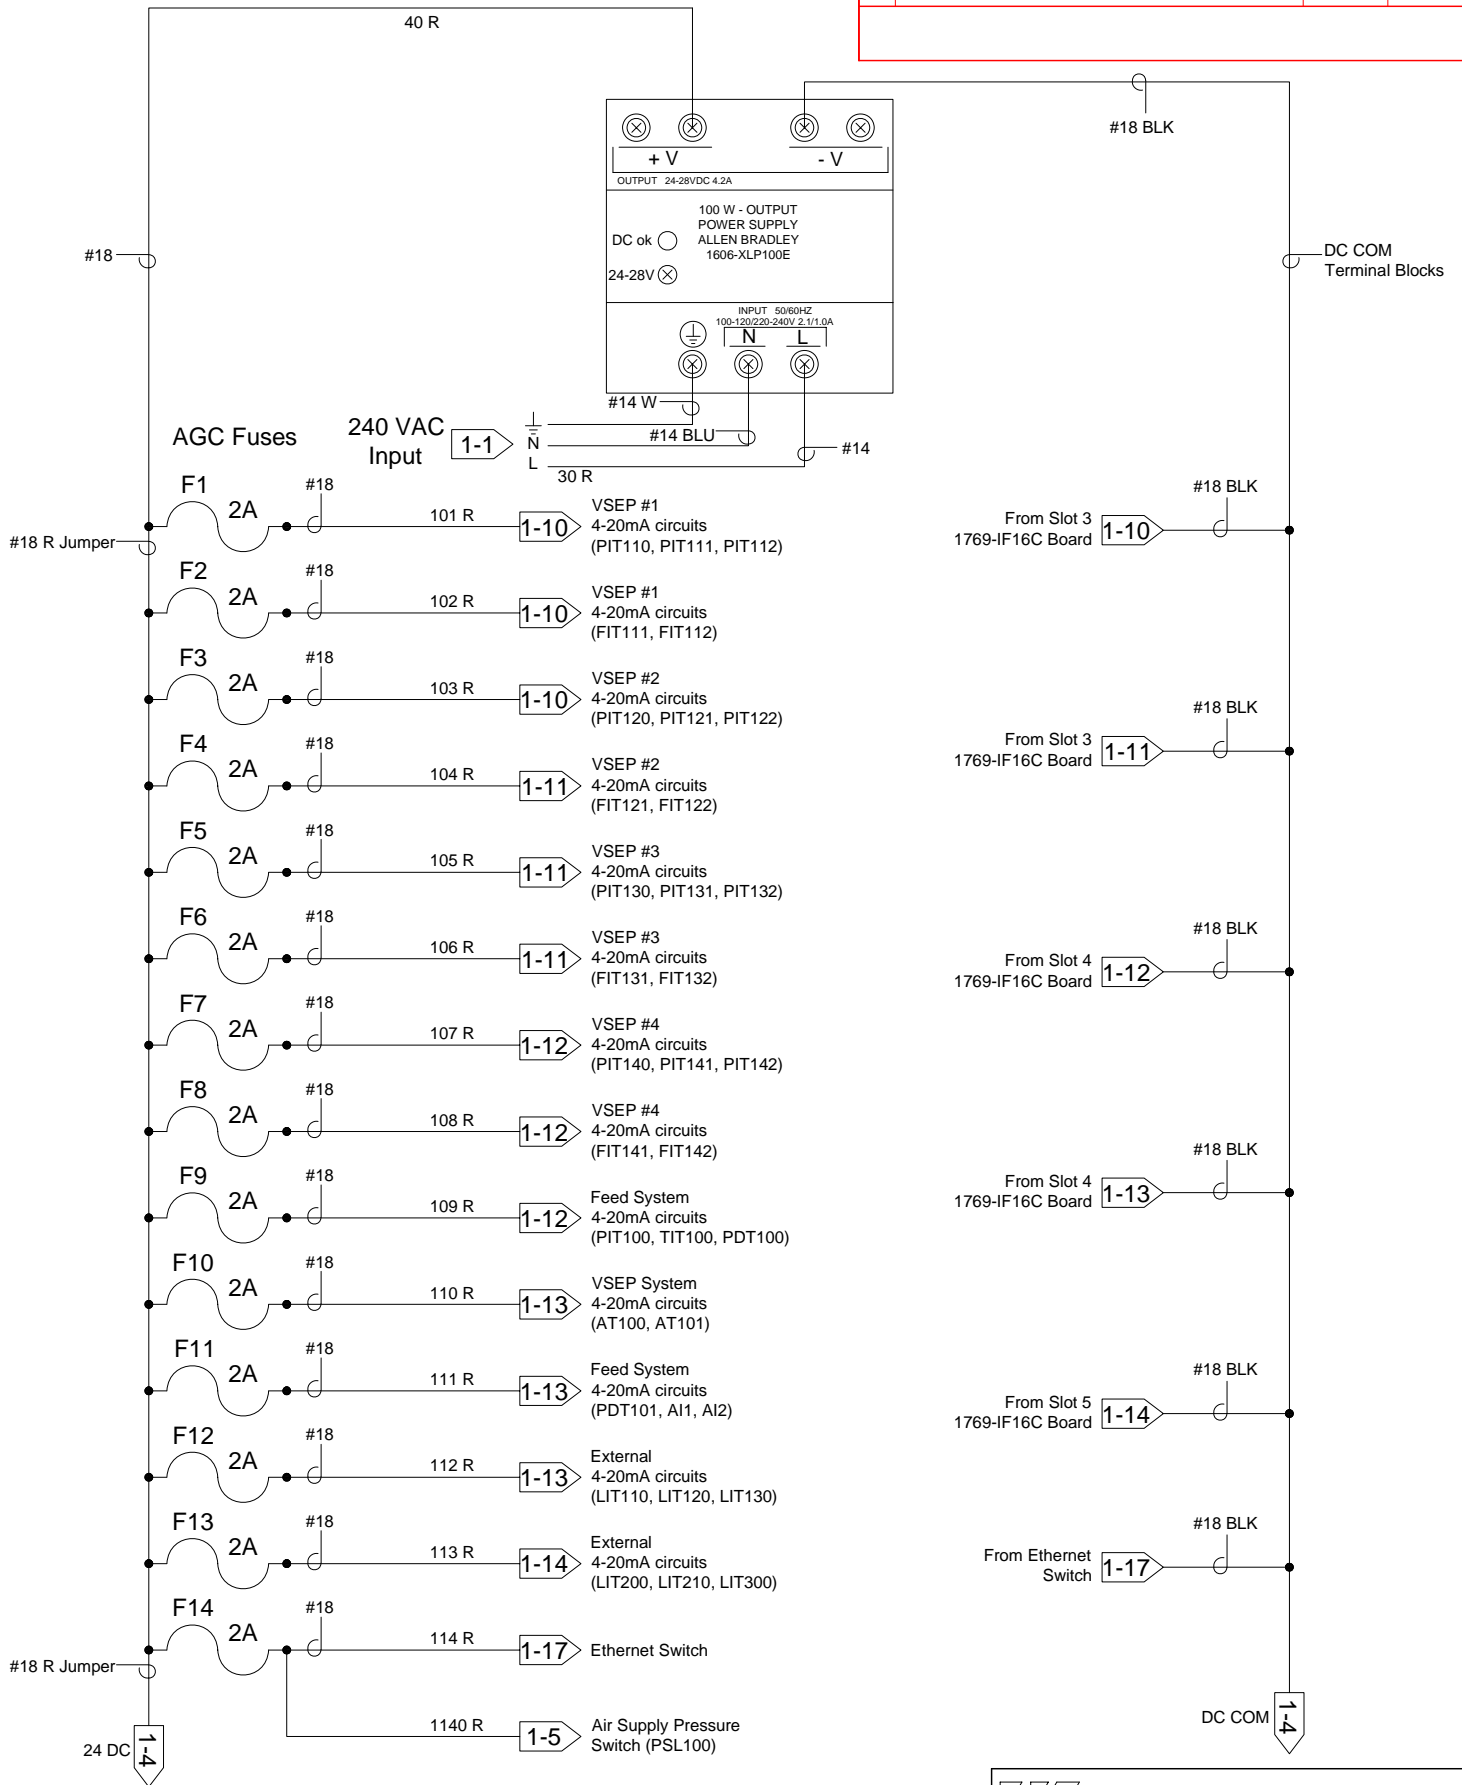 40 R
#18 BLK
+ V
- V
OUTPUT 24-28VDC 4.2A
100 W - OUTPUT
POWER SUPPLY
ALLEN BRADLEY
1606-XLP100E
DC ok
24-28V
#18
DC COM
Terminal Blocks
INPUT 50/60HZ
100-120/220-240V 2.1/1.0A
N
L
#14 W
AGC Fuses
240 VAC
Input
1-1
N
L
#14 BLU
#14
30 R
F1
2A
#18
101 R
1-10
VSEP #1
4-20mA circuits
(PIT110, PIT111, PIT112)
#18 R Jumper
F2
2A
#18
102 R
1-10
VSEP #1
4-20mA circuits
(FIT111, FIT112)
F3
2A
#18
103 R
1-10
VSEP #2
4-20mA circuits
(PIT120, PIT121, PIT122)
F4
2A
#18
104 R
1-11
VSEP #2
4-20mA circuits
(FIT121, FIT122)
F5
2A
#18
105 R
1-11
VSEP #3
4-20mA circuits
(PIT130, PIT131, PIT132)
F6
2A
#18
106 R
1-11
VSEP #3
4-20mA circuits
(FIT131, FIT132)
F7
2A
#18
107 R
1-12
VSEP #4
4-20mA circuits
(PIT140, PIT141, PIT142)
F8
2A
#18
108 R
1-12
VSEP #4
4-20mA circuits
(FIT141, FIT142)
F9
2A
#18
109 R
1-12
Feed System
4-20mA circuits
(PIT100, TIT100, PDT100)
F10
2A
#18
110 R
1-13
VSEP System
4-20mA circuits
(AT100, AT101)
F11
2A
#18
111 R
1-13
Feed System
4-20mA circuits
(PDT101, AI1, AI2)
F12
2A
#18
112 R
1-13
External
4-20mA circuits
(LIT110, LIT120, LIT130)
F13
2A
#18
113 R
1-14
External
4-20mA circuits
(LIT200, LIT210, LIT300)
F14
2A
#18
114 R
1-17
Ethernet Switch
#18 R Jumper
1140 R
1-5
Air Supply Pressure
Switch (PSL100)
24 DC
1-4
#18 BLK
From Slot 3
1769-IF16C Board
1-10
#18 BLK
From Slot 3
1769-IF16C Board
1-11
#18 BLK
From Slot 4
1769-IF16C Board
1-12
#18 BLK
From Slot 4
1769-IF16C Board
1-13
#18 BLK
From Slot 5
1769-IF16C Board
1-14
#18 BLK
From Ethernet
Switch
1-17
DC COM
1-4